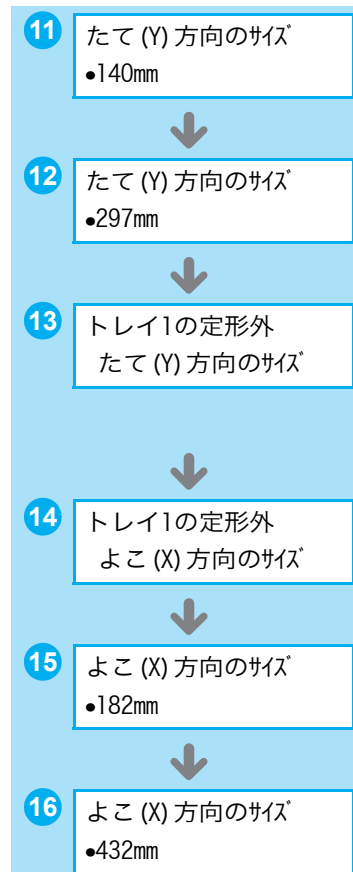 11
たて (Y) 方向のｻｲｽﾞ
●140mm
12
たて (Y) 方向のｻｲｽﾞ
●297mm
13
トレイ1の定形外
たて (Y) 方向のｻｲｽﾞ
14
トレイ1の定形外
よこ (X) 方向のｻｲｽﾞ
15
よこ (X) 方向のｻｲｽﾞ
●182mm
16
よこ (X) 方向のｻｲｽﾞ
●432mm